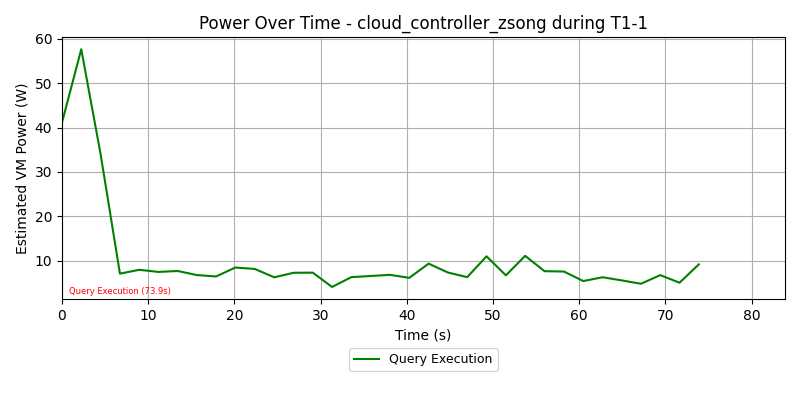 Power Over Time - cloud_controller_zsong during T1-1
Estimated VM Power (W)
60
50
40
30
20
10
Query Execution (73.9s)
0 10 20 30 40 50 60 70 80
Time (s)
Query Execution